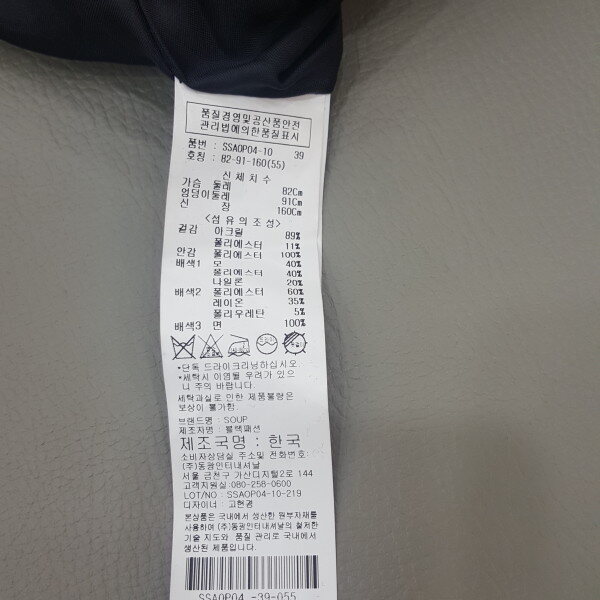 품질경영및공산품안전
관리법에의한품질표시
품번 : SSAOP04-10 39
호칭 : 82-91-160(55)
신 체 치 수
가슴 둘레 82Cm
엉덩이둘레 91Cm
신 장 160Cm
<섬 유 의 조 성>
겉감 아크릴 89%
폴리에스터 11%
안감 폴리에스터 100%
배색1 모 40%
폴리에스터 40%
나일론 20%
배색2 폴리에스터 60%
레이온 35%
폴리우레탄 5%
배색3 면 100%
*단독 드라이크리닝하십시오.
*세탁시 이염될 우려가 있으
니 주의 바랍니다.
세탁과실로 인한 제품불량은
보상이 불가함.
브랜드명 : SOUP
제조자명 : 블랙패션
제조국명 : 한국
소비자상담실 주소및 전화번호:
(주)동광인터내셔날
서울 금천구 가산디지털2로 144
고객지원실:080-258-0600
LOT/NO : SSAOP04-10-219
디자이너 : 고현경
본상품은 국내에서 생산한 원부자재를
사용하여 (주)동광인터내셔날의 철저한
기술 지도와 품질 관리로 국내에서
생산된 제품입니다.
SSAOP04 -39-055